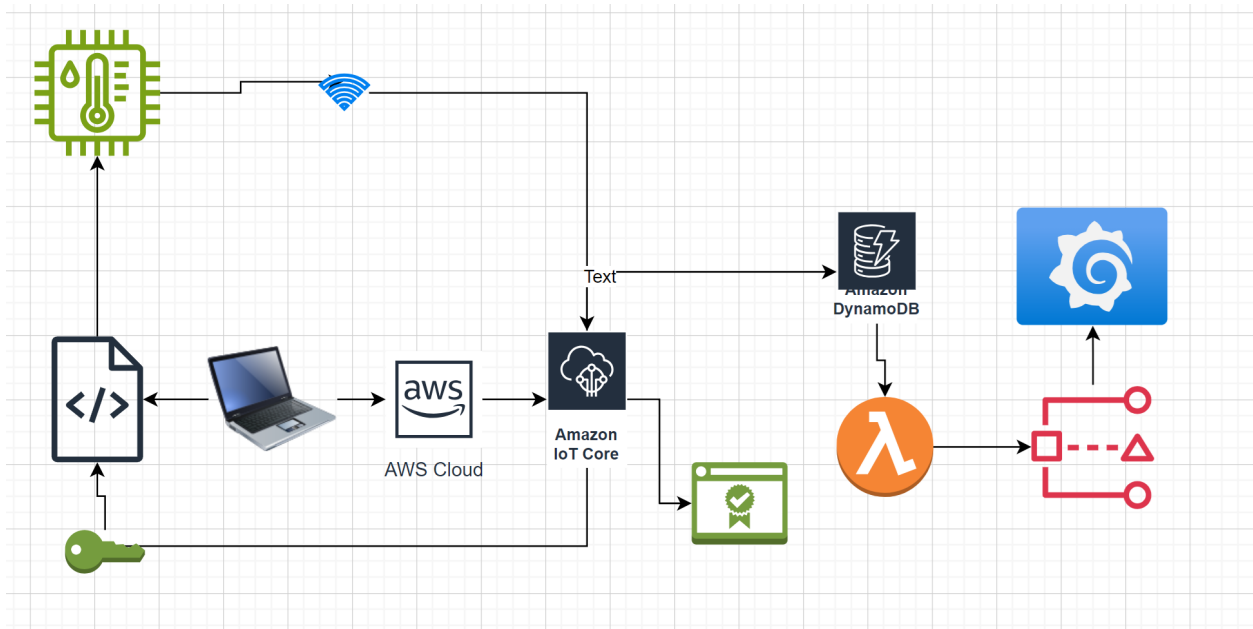 Text
Amazon
DynamoDB
</>
aws
λ
AWS Cloud
Amazon
IoT Core